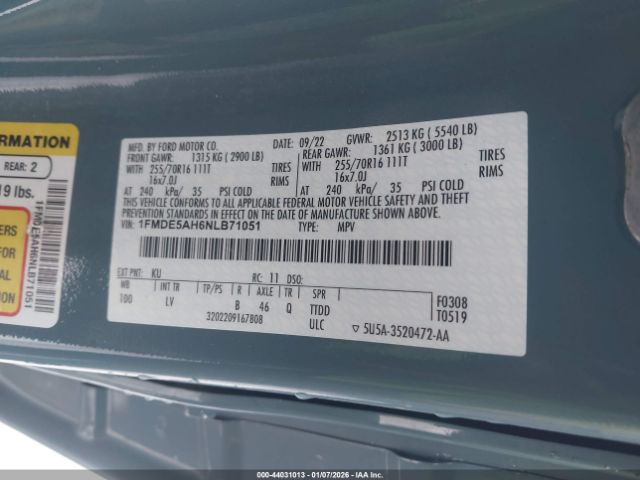 ORMATION
REAR: 2
19 lbs.
ERS
FOR
AL
ION
1FMDE5AH6NLB71051
MFD. BY FORD MOTOR CO.
DATE: 09/22 GVWR: 2513 KG ( 5540 LB)
FRONT GAWR: 1315 KG ( 2900 LB) REAR GAWR: 1361 KG ( 3000 LB)
WITH 255/70R16 111T TIRES WITH 255/70R16 111T TIRES
16x7.0J RIMS 16x7.0J RIMS
AT 240 kPa/ 35 PSI COLD AT 240 kPa/ 35 PSI COLD
THIS VEHICLE CONFORMS TO ALL APPLICABLE FEDERAL MOTOR VEHICLE SAFETY AND THEFT PREVENTION
STANDARDS IN EFFECT ON THE DATE OF MANUFACTURE SHOWN ABOVE.
VIN: 1FMDE5AH6NLB71051 TYPE: MPV
EXT PNT: KU RC: 11 DSO:
WB INT TR TP/PS R AXLE TR SPR
100 LV B 46 Q TTDD
F0308
T0519
3202209167808 ULC
5U5A-3520472-AA
000-44031013 - 01/07/2026 - IAA Inc.